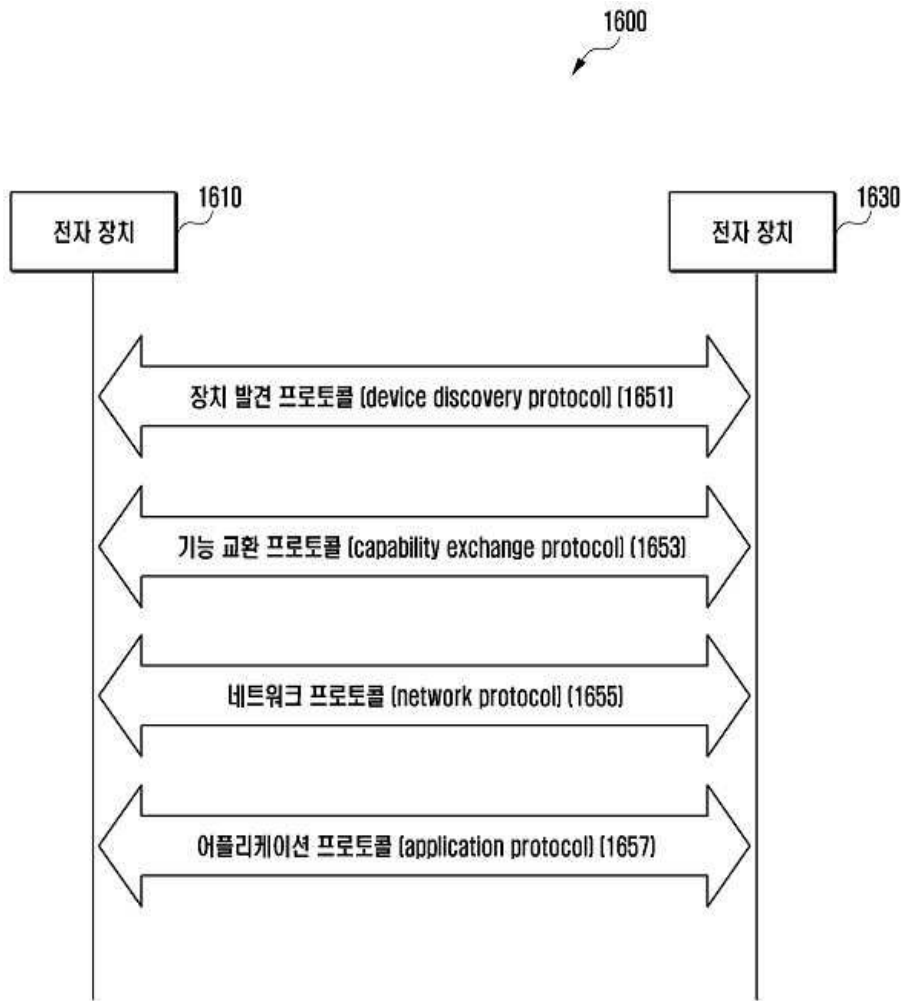 1600
1610
1630
전자 장치
전자 장치
장치 발견 프로토콜 (device discovery protocol) (1651)
기능 교환 프로토콜 (capability exchange protocol) (1653)
네트워크 프로토콜 (network protocol) (1655)
어플리케이션 프로토콜 (application protocol) (1657)